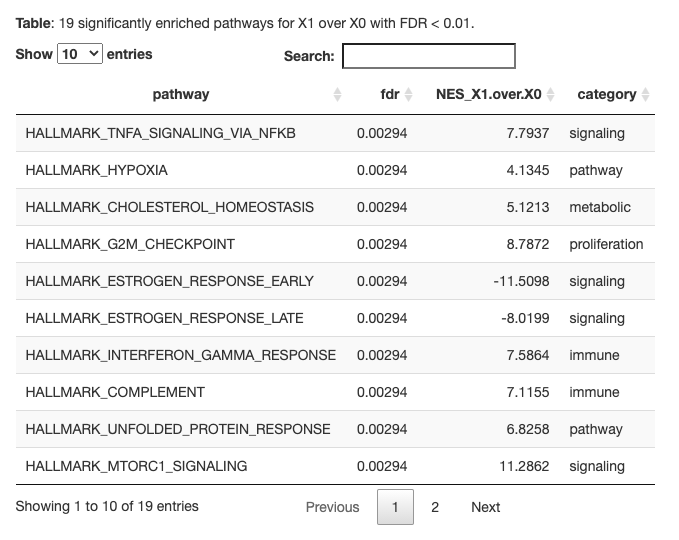 Table: 19 significantly enriched pathways for X1 over X0 with FDR < 0.01.
Show 10 entries Search:
pathway fdr NES_X1.over.X0 category
HALLMARK_TNFA_SIGNALING_VIA_NFKB 0.00294 7.7937 signaling
HALLMARK_HYPOXIA 0.00294 4.1345 pathway
HALLMARK_CHOLESTEROL_HOMEOSTASIS 0.00294 5.1213 metabolic
HALLMARK_G2M_CHECKPOINT 0.00294 8.7872 proliferation
HALLMARK_ESTROGEN_RESPONSE_EARLY 0.00294 -11.5098 signaling
HALLMARK_ESTROGEN_RESPONSE_LATE 0.00294 -8.0199 signaling
HALLMARK_INTERFERON_GAMMA_RESPONSE 0.00294 7.5864 immune
HALLMARK_COMPLEMENT 0.00294 7.1155 immune
HALLMARK_UNFOLDED_PROTEIN_RESPONSE 0.00294 6.8258 pathway
HALLMARK_MTORC1_SIGNALING 0.00294 11.2862 signaling
Showing 1 to 10 of 19 entries Previous 1 2 Next